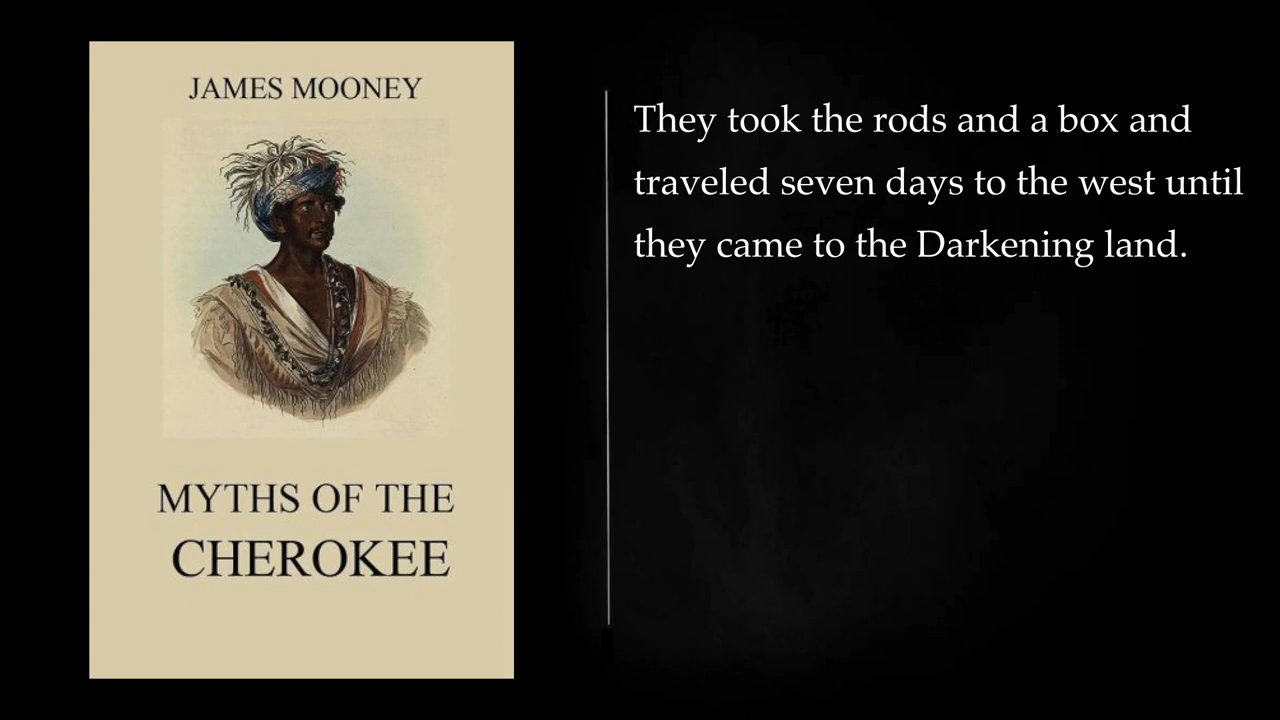 JAMES MOONEY
MYTHS OF THE
CHEROKEE
They took the rods and a box and
traveled seven days to the west until
they came to the Darkening land.